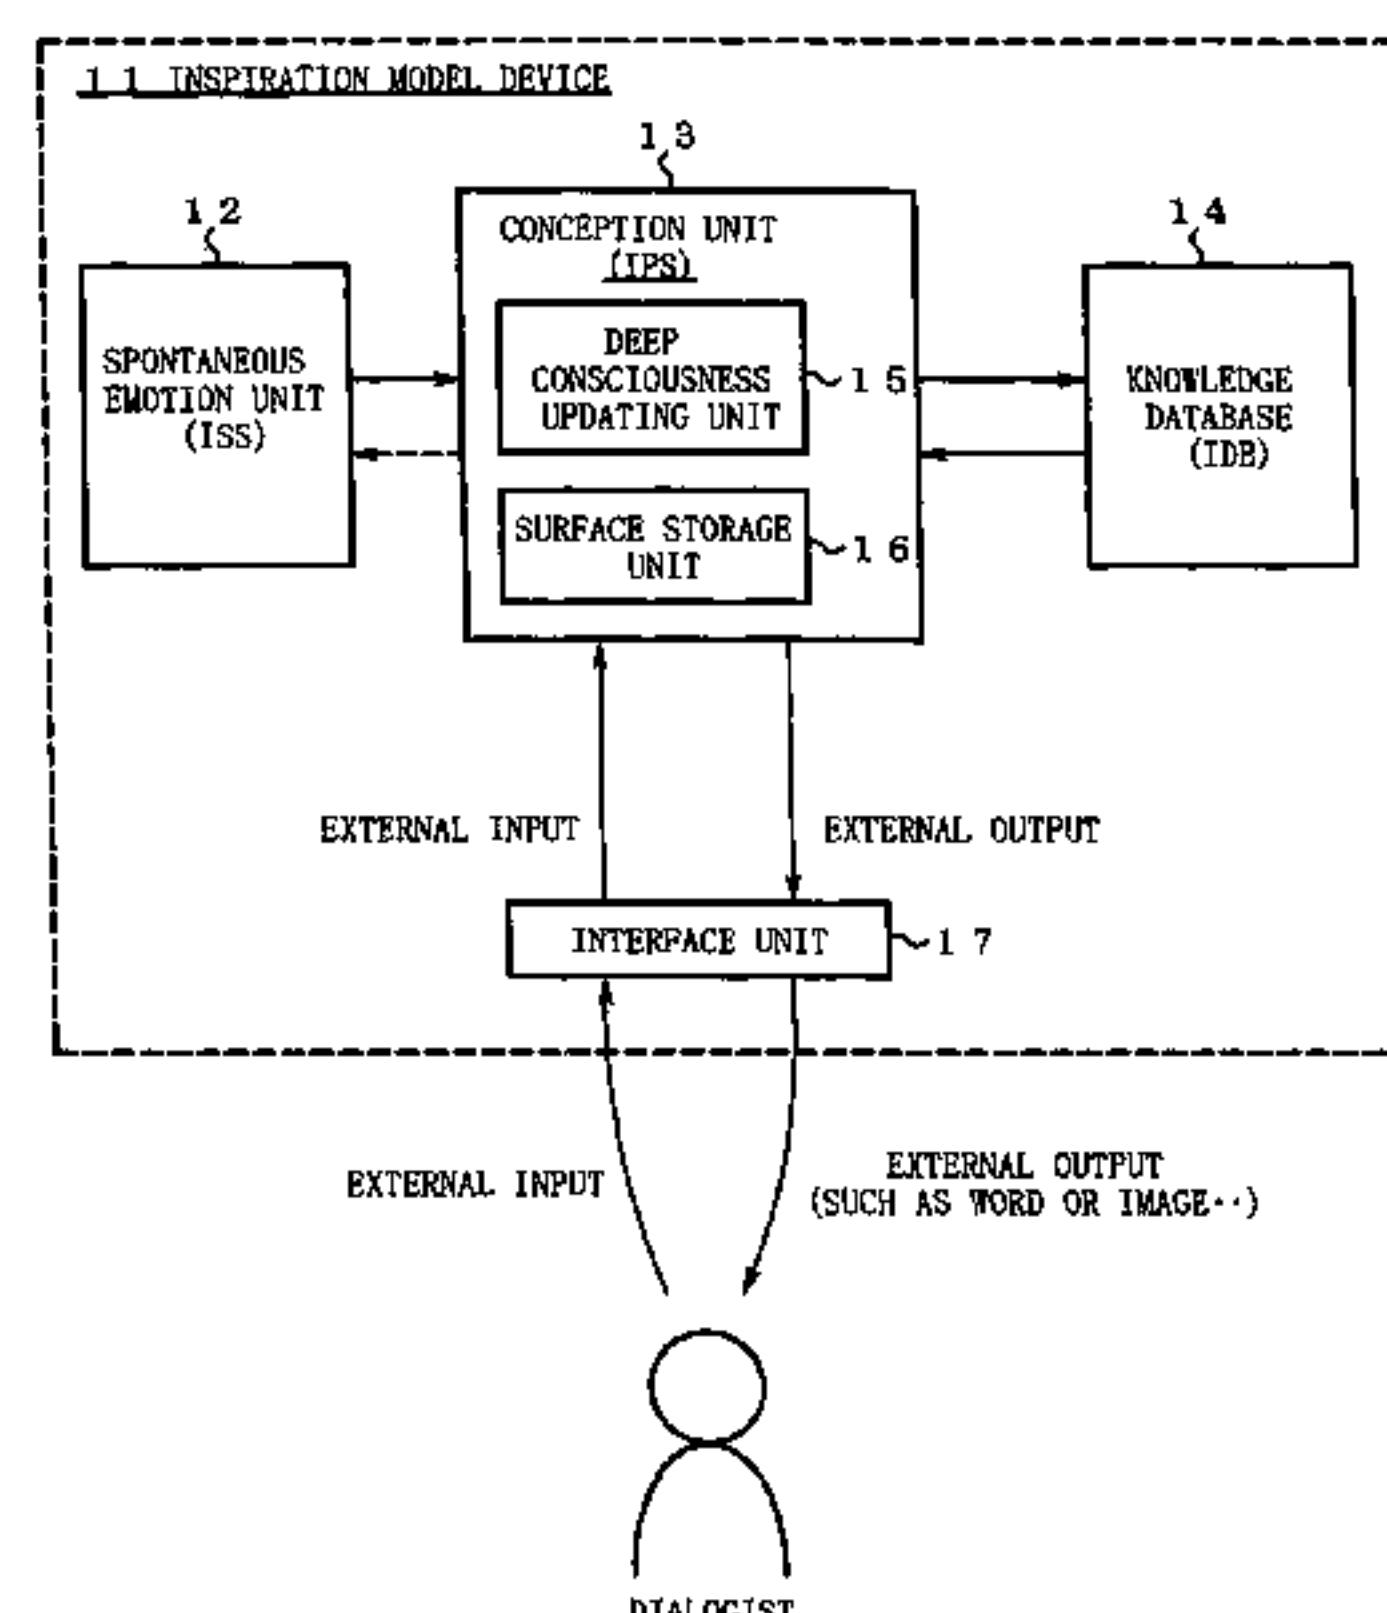 11 INSPIRATION MODEL DEVICE
13
12
14
CONCEPTION UNIT
(IPS)
SPONTANEOUS
EMOTION UNIT
(ISS)
DEEP
CONSCIOUSNESS
UPDATING UNIT
15
KNOWLEDGE
DATABASE
(IDB)
SURFACE STORAGE
UNIT
16
EXTERNAL INPUT
EXTERNAL OUTPUT
INTERFACE UNIT
17
EXTERNAL INPUT
EXTERNAL OUTPUT
(SUCH AS WORD OR IMAGE··)
DIALOGIST